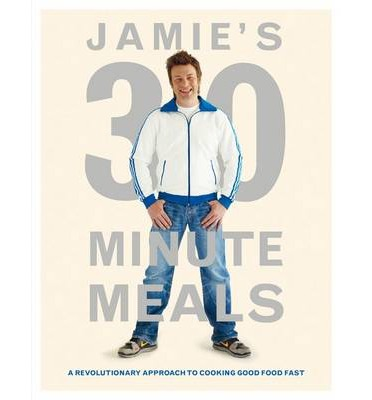 JAMIE'S
30
MINUTE
MEALS
A REVOLUTIONARY APPROACH TO COOKING GOOD FOOD FAST